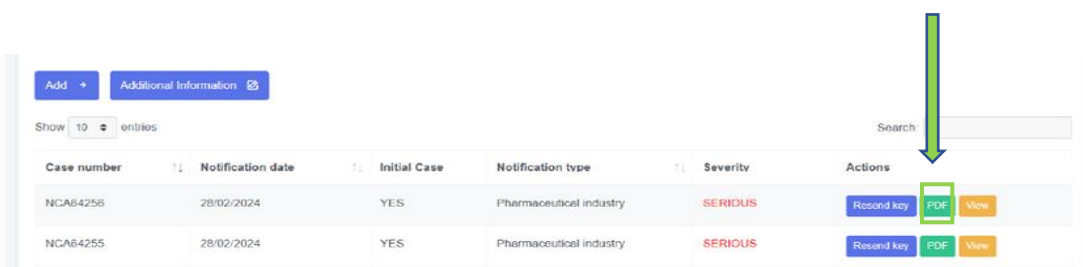 Add
Additional Information
Show 10 entries
Search:
Case number Notification date Initial Case Notification type Severity Actions
NCA64256 28/02/2024 YES Pharmaceutical industry SERIOUS Resend key PDF View
NCA64255 28/02/2024 YES Pharmaceutical industry SERIOUS Resend key PDF View